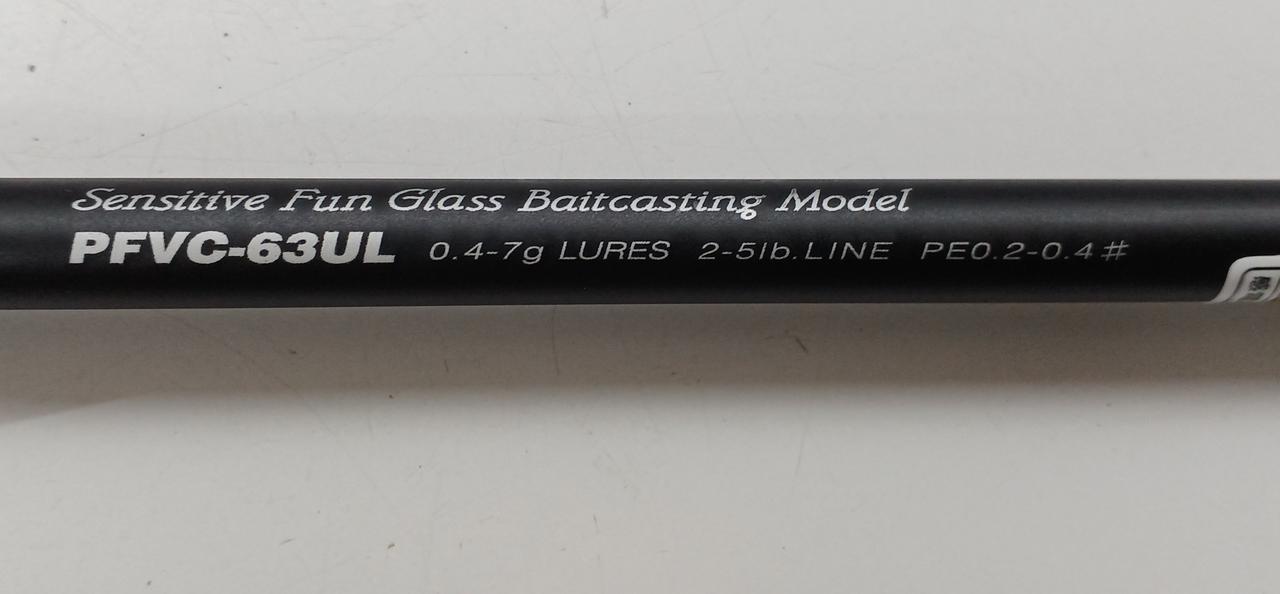 Sensitive Fun Glass Baitcasting Model
PFVC-63UL 0.4-7g LURES 2-5lb.LINE PE0.2-0.4#